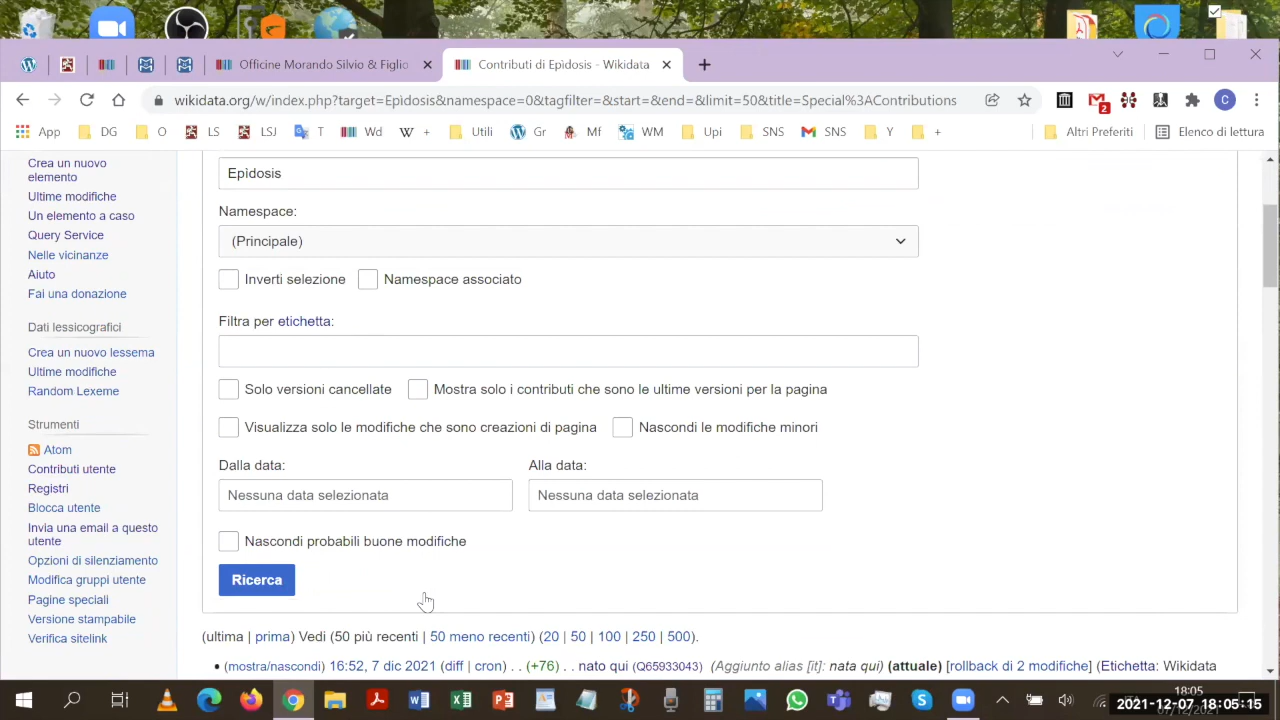 Officine Morando Silvio & Figlio
Contributi di Epìdosis - Wikidata
wikidata.org/w/index.php?target=Epìdosis&namespace=0&tagfilter=&start=&end=&limit=50&title=Special%3AContributions
C
2
App DG O LS LSJ T Wd + Utili Gr Mf WM Upi SNS SNS Y + Altri Preferiti Elenco di lettura
Crea un nuovo
elemento
Ultime modifiche
Un elemento a caso
Query Service
Nelle vicinanze
Aiuto
Fai una donazione
Dati lessicografici
Crea un nuovo lessema
Ultime modifiche
Random Lexeme
Strumenti
Atom
Contributi utente
Registri
Blocca utente
Invia una email a questo
utente
Opzioni di silenziamento
Modifica gruppi utente
Pagine speciali
Versione stampabile
Verifica sitelink
Epìdosis
Namespace:
(Principale)
Inverti selezione Namespace associato
Filtra per etichetta:
Solo versioni cancellate Mostra solo i contributi che sono le ultime versioni per la pagina
Visualizza solo le modifiche che sono creazioni di pagina Nascondi le modifiche minori
Dalla data: Alla data:
Nessuna data selezionata Nessuna data selezionata
Nascondi probabili buone modifiche
Ricerca
(ultima | prima) Vedi (50 più recenti | 50 meno recenti) (20 | 50 | 100 | 250 | 500).
• (mostra/nascondi) 16:52, 7 dic 2021 (diff | cron) . . (+76) . . nato qui (Q65933043) (Aggiunto alias [it]: nata qui) (attuale) [rollback di 2 modifiche] (Etichetta: Wikidata
18:05
2021-12-07 18:05:15